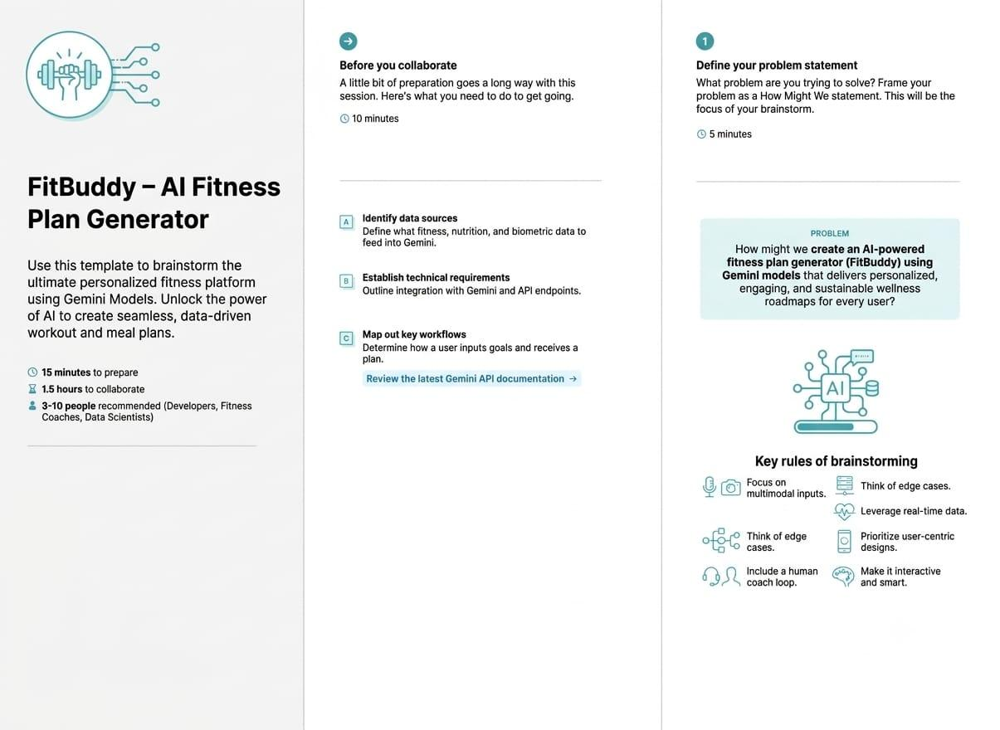 FitBuddy – AI Fitness
Plan Generator
Use this template to brainstorm the
ultimate personalized fitness platform
using Gemini Models. Unlock the power
of AI to create seamless, data-driven
workout and meal plans.
15 minutes to prepare
1.5 hours to collaborate
3-10 people recommended (Developers, Fitness
Coaches, Data Scientists)
Before you collaborate
A little bit of preparation goes a long way with this
session. Here's what you need to do to get going.
10 minutes
A
Identify data sources
Define what fitness, nutrition, and biometric data to
feed into Gemini.
B
Establish technical requirements
Outline integration with Gemini and API endpoints.
C
Map out key workflows
Determine how a user inputs goals and receives a
plan.
Review the latest Gemini API documentation →
1
Define your problem statement
What problem are you trying to solve? Frame your
problem as a How Might We statement. This will be the
focus of your brainstorm.
5 minutes
PROBLEM
How might we create an AI-powered
fitness plan generator (FitBuddy) using
Gemini models that delivers personalized,
engaging, and sustainable wellness
roadmaps for every user?
AI
Key rules of brainstorming
Focus on
multimodal inputs.
Think of edge cases.
Leverage real-time data.
Think of edge
cases.
Prioritize user-centric
designs.
Include a human
coach loop.
Make it interactive
and smart.